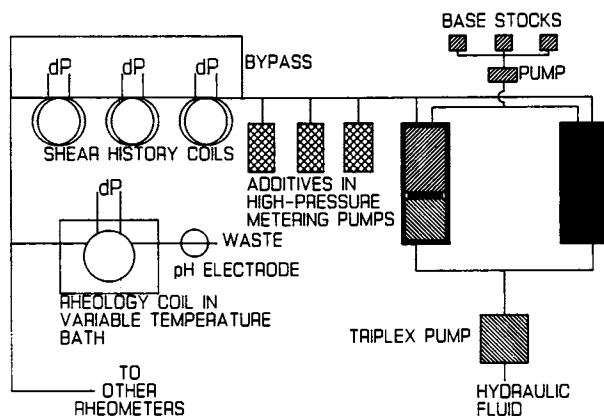 BASE STOCKS
PUMP
BYPASS
dP dP dP
SHEAR HISTORY COILS
ADDITIVES IN
HIGH-PRESSURE
METERING PUMPS
dP
WASTE
pH ELECTRODE
RHEOLOGY COIL IN
VARIABLE TEMPERATURE
BATH
TRIPLEX PUMP
TO
OTHER
RHEOMETERS
HYDRAULIC
FLUID